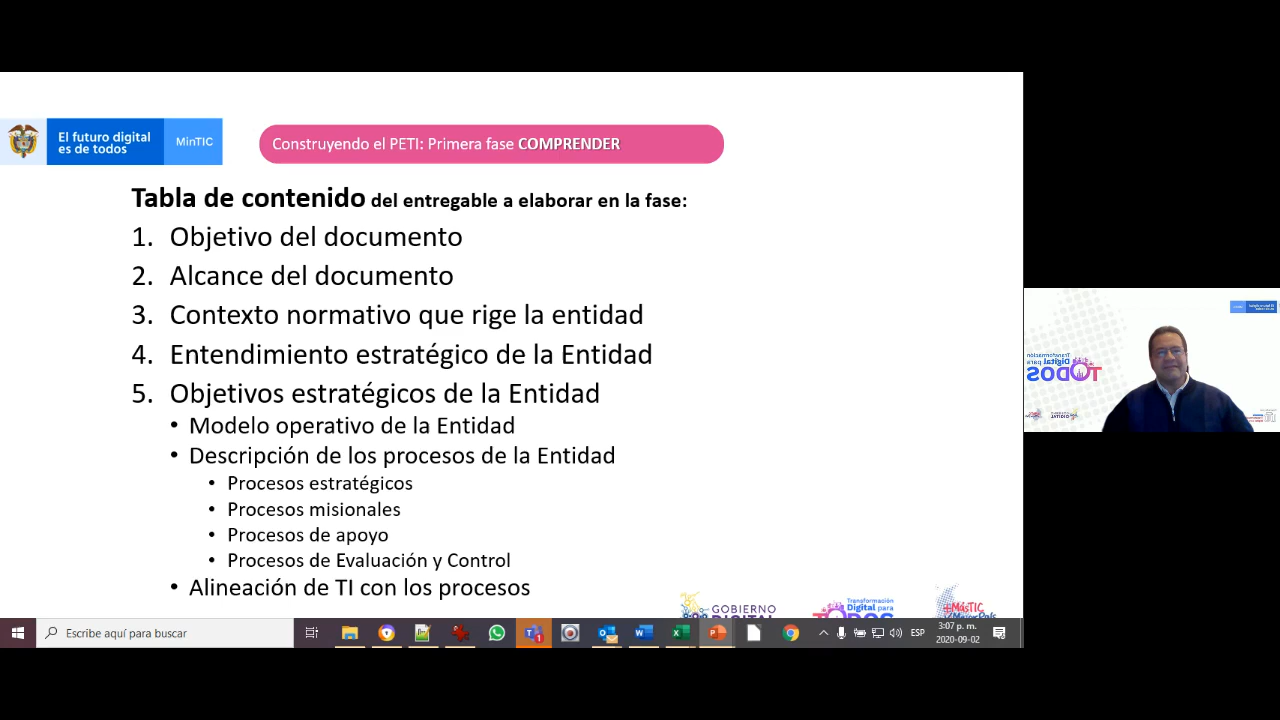 El futuro digital
es de todos
MinTIC
Construyendo el PETI: Primera fase COMPRENDER
Tabla de contenido del entregable a elaborar en la fase:
1. Objetivo del documento
2. Alcance del documento
3. Contexto normativo que rige la entidad
4. Entendimiento estratégico de la Entidad
5. Objetivos estratégicos de la Entidad
• Modelo operativo de la Entidad
• Descripción de los procesos de la Entidad
• Procesos estratégicos
• Procesos misionales
• Procesos de apoyo
• Procesos de Evaluación y Control
• Alineación de TI con los procesos
GOBIERNO
DIGITAL
Transformación
Digital para
TODOS
+MásTIC
+MejorPaís
Transformación
Digital para
TODOS
Escribe aquí para buscar
ESP
3:07 p. m.
2020-09-02